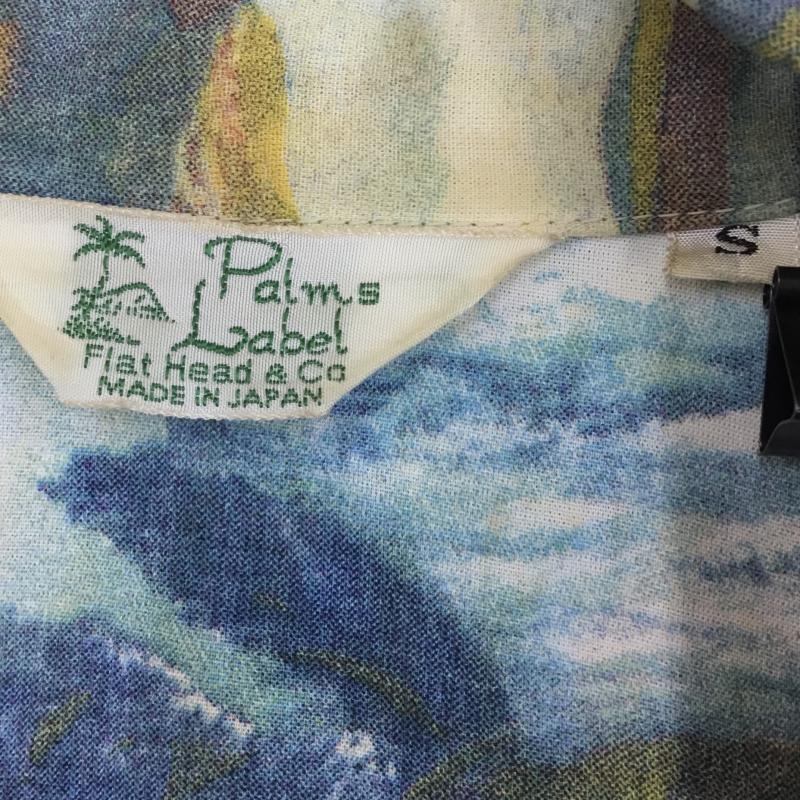 Palms
Label
Flat Head & Co
MADE IN JAPAN
S